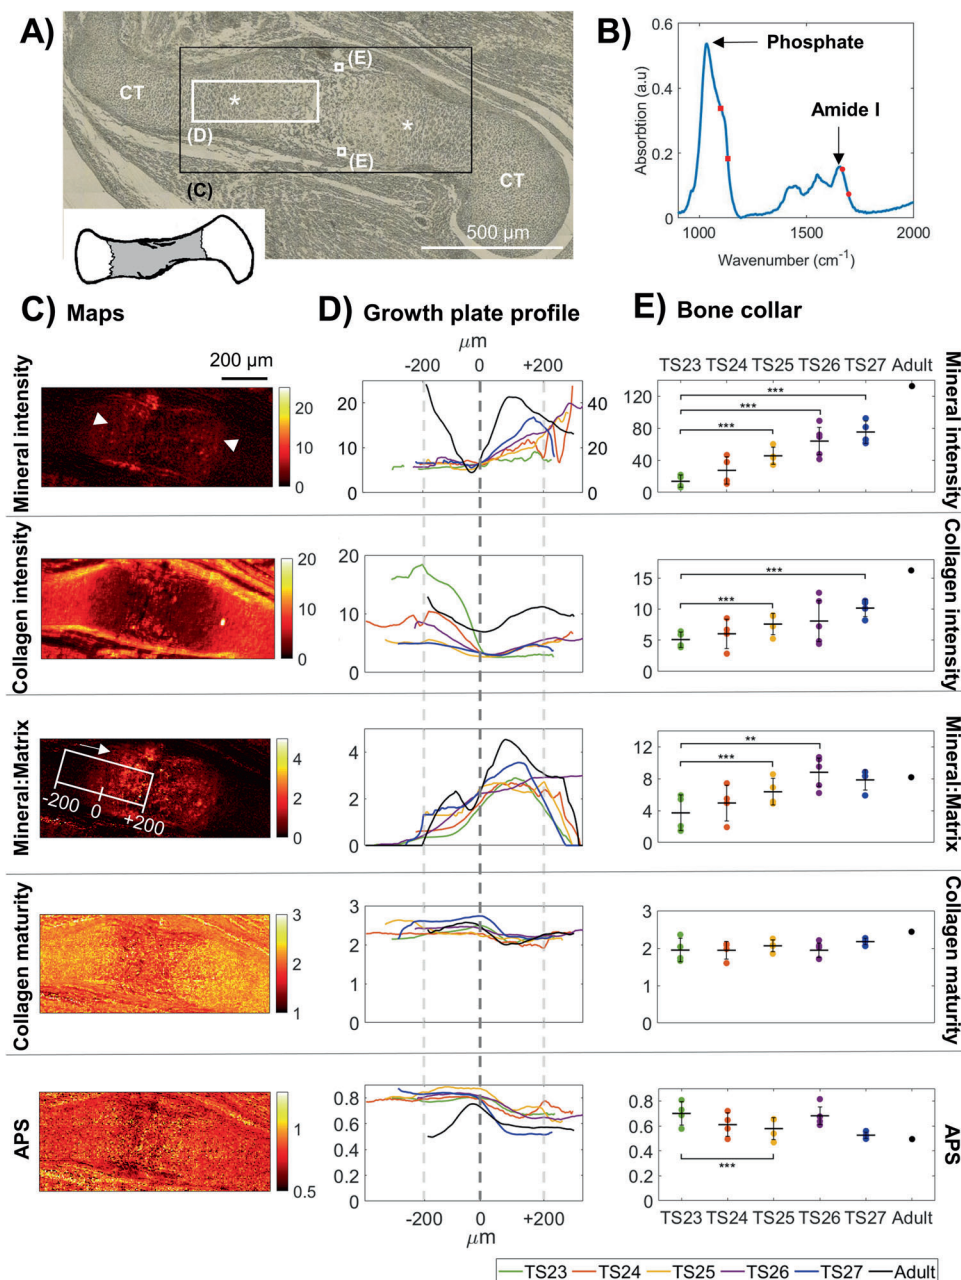 A)
CT
*
(E)
(D)
*
(E)
CT
(C)
500 µm
B)
0.6
0.4
0.2
0
Absorbtion (a.u)
Phosphate
Amide I
1000 1500 2000
Wavenumber (cm-1)
C) Maps
200 µm
D) Growth plate profile
µm
-200 0 +200
E) Bone collar
TS23 TS24 TS25 TS26 TS27 Adult
Mineral intensity
20
10
0
20
15
10
5
0
40
20
0
120
80
40
0
***
***
***
Mineral intensity
Collagen intensity
20
10
0
20
15
10
5
0
15
10
5
0
***
***
Collagen intensity
Mineral:Matrix
-200
0
+200
4
2
0
4
2
0
12
8
4
0
**
***
Mineral:Matrix
Collagen maturity
3
2
1
3
2
1
0
3
2
1
0
Collagen maturity
APS
1
0.5
0.8
0.6
0.4
0.2
0
-200 0 +200
µm
0.8
0.6
0.4
0.2
0
***
TS23 TS24 TS25 TS26 TS27 Adult
APS
TS23 TS24 TS25 TS26 TS27 Adult